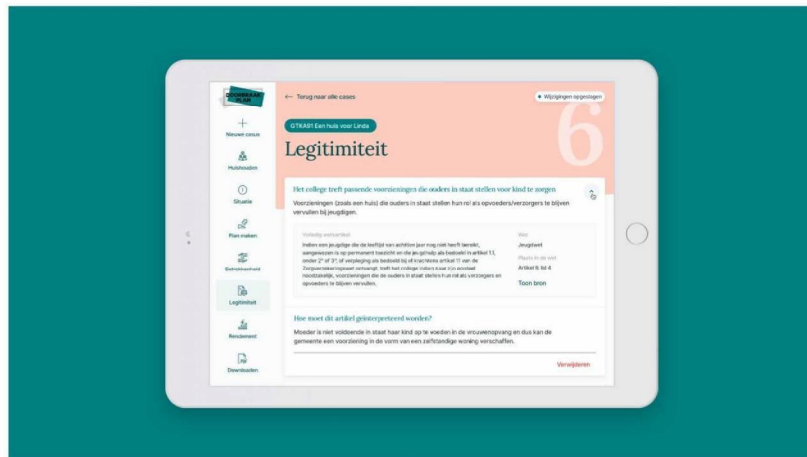 DOORBRAAK
PLAN
← Terug naar alle cases
Wijzigingen opgeslagen
6
Nieuwe casus
GTKA91 Een huis voor Linda
Legitimiteit
Huishouden
Situatie
Plan maken
Betrokkenheid
Legitimiteit
Rendement
Downloaden
Het college treft passende voorzieningen die ouders in staat stellen voor kind te zorgen
Voorzieningen (zoals een huis) die ouders in staat stellen hun rol als opvoeders/verzorgers te blijven
vervullen bij jeugdigen.
Volledig wetsartikel
Indien een jeugdige die de leeftijd van achttien jaar nog niet heeft bereikt,
aangewezen is op permanent toezicht en die jeugdhulp als bedoeld in artikel 1.1,
onder 2° of 3°, of verpleging als bedoeld bij of krachtens artikel 11 van de
Zorgverzekeringswet ontvangt, treft het college indien naar zijn oordeel
noodzakelijk, voorzieningen die de ouders in staat stellen hun rol als verzorgers en
opvoeders te blijven vervullen.
Wet
Jeugdwet
Plaats in de wet
Artikel 8, lid 4
Toon bron
Hoe moet dit artikel geïnterpreteerd worden?
Moeder is niet voldoende in staat haar kind op te voeden in de vrouwenopvang en dus kan de
gemeente een voorziening in de vorm van een zelfstandige woning verschaffen.
Verwijderen